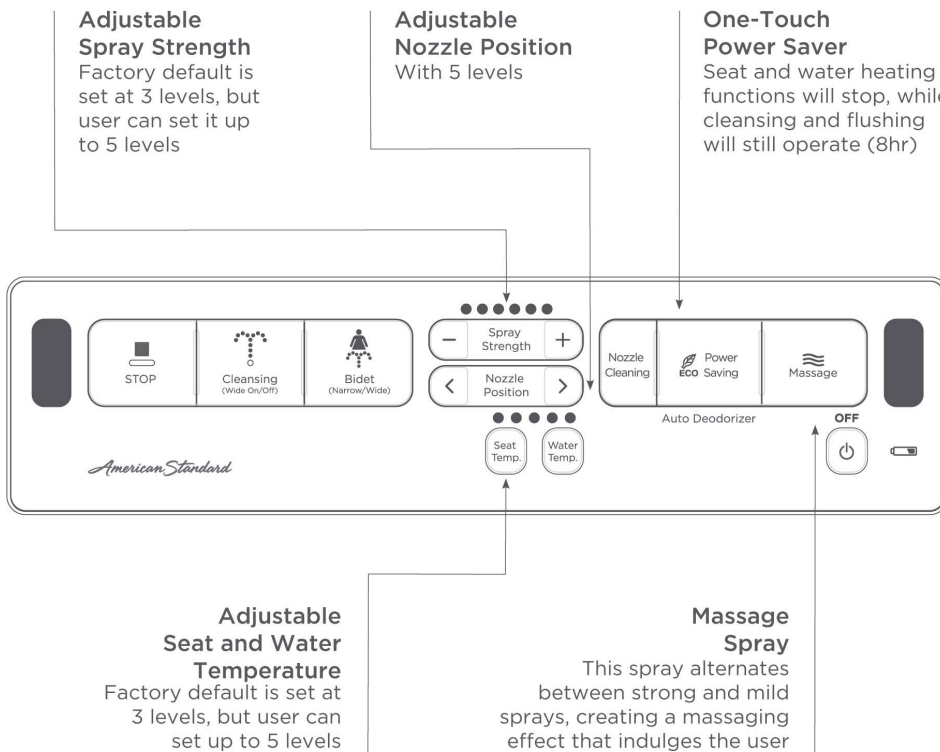 Adjustable
Spray Strength
Factory default is
set at 3 levels, but
user can set it up
to 5 levels
Adjustable
Nozzle Position
With 5 levels
One-Touch
Power Saver
Seat and water heating
functions will stop, while
cleansing and flushing
will still operate (8hr)
STOP
Cleansing
(Wide On/Off)
Bidet
(Narrow/Wide)
− Spray +
Strength
< Nozzle >
Position
Seat
Temp.
Water
Temp.
Nozzle
Cleaning
ECO Power
Saving
Massage
Auto Deodorizer
OFF
American Standard
Adjustable
Seat and Water
Temperature
Factory default is set at
3 levels, but user can
set up to 5 levels
Massage
Spray
This spray alternates
between strong and mild
sprays, creating a massaging
effect that indulges the user